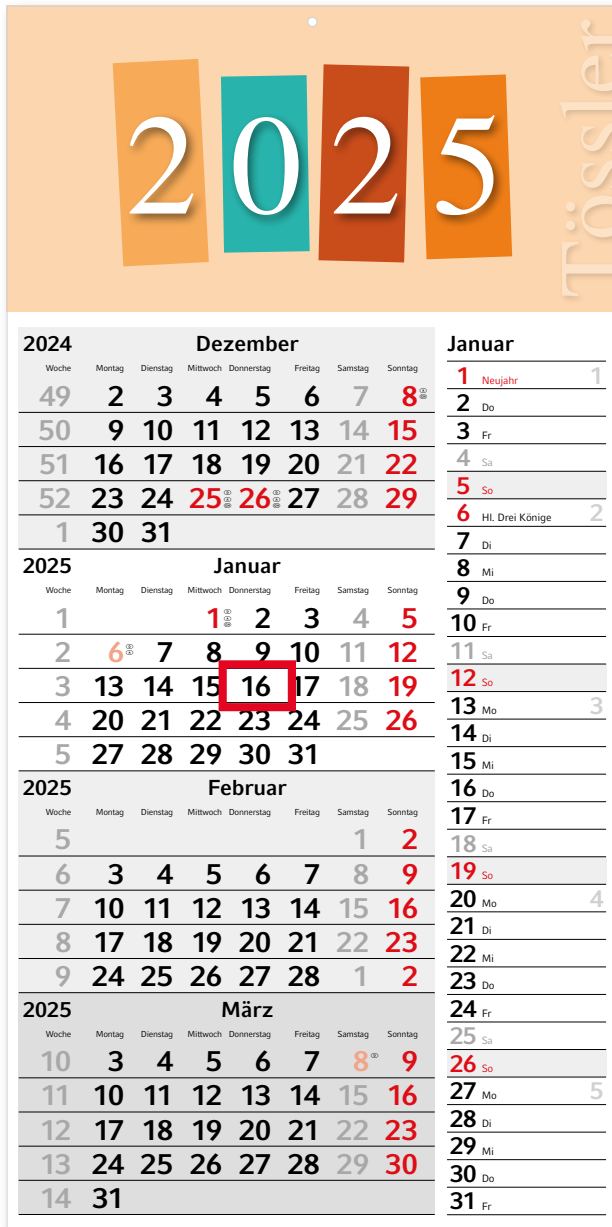 2025
Tössler
2024 Dezember
Woche Montag Dienstag Mittwoch Donnerstag Freitag Samstag Sonntag
49 2 3 4 5 6 7 8
50 9 10 11 12 13 14 15
51 16 17 18 19 20 21 22
52 23 24 25 26 27 28 29
1 30 31
2025 Januar
Woche Montag Dienstag Mittwoch Donnerstag Freitag Samstag Sonntag
1 1 2 3 4 5
2 6 7 8 9 10 11 12
3 13 14 15 16 17 18 19
4 20 21 22 23 24 25 26
5 27 28 29 30 31
2025 Februar
Woche Montag Dienstag Mittwoch Donnerstag Freitag Samstag Sonntag
5 1 2
6 3 4 5 6 7 8 9
7 10 11 12 13 14 15 16
8 17 18 19 20 21 22 23
9 24 25 26 27 28 1 2
2025 März
Woche Montag Dienstag Mittwoch Donnerstag Freitag Samstag Sonntag
10 3 4 5 6 7 8 9
11 10 11 12 13 14 15 16
12 17 18 19 20 21 22 23
13 24 25 26 27 28 29 30
14 31
Januar
1 Neujahr 1
2 Do
3 Fr
4 Sa
5 So
6 Hl. Drei Könige 2
7 Di
8 Mi
9 Do
10 Fr
11 Sa
12 So
13 Mo 3
14 Di
15 Mi
16 Do
17 Fr
18 Sa
19 So
20 Mo 4
21 Di
22 Mi
23 Do
24 Fr
25 Sa
26 So
27 Mo 5
28 Di
29 Mi
30 Do
31 Fr